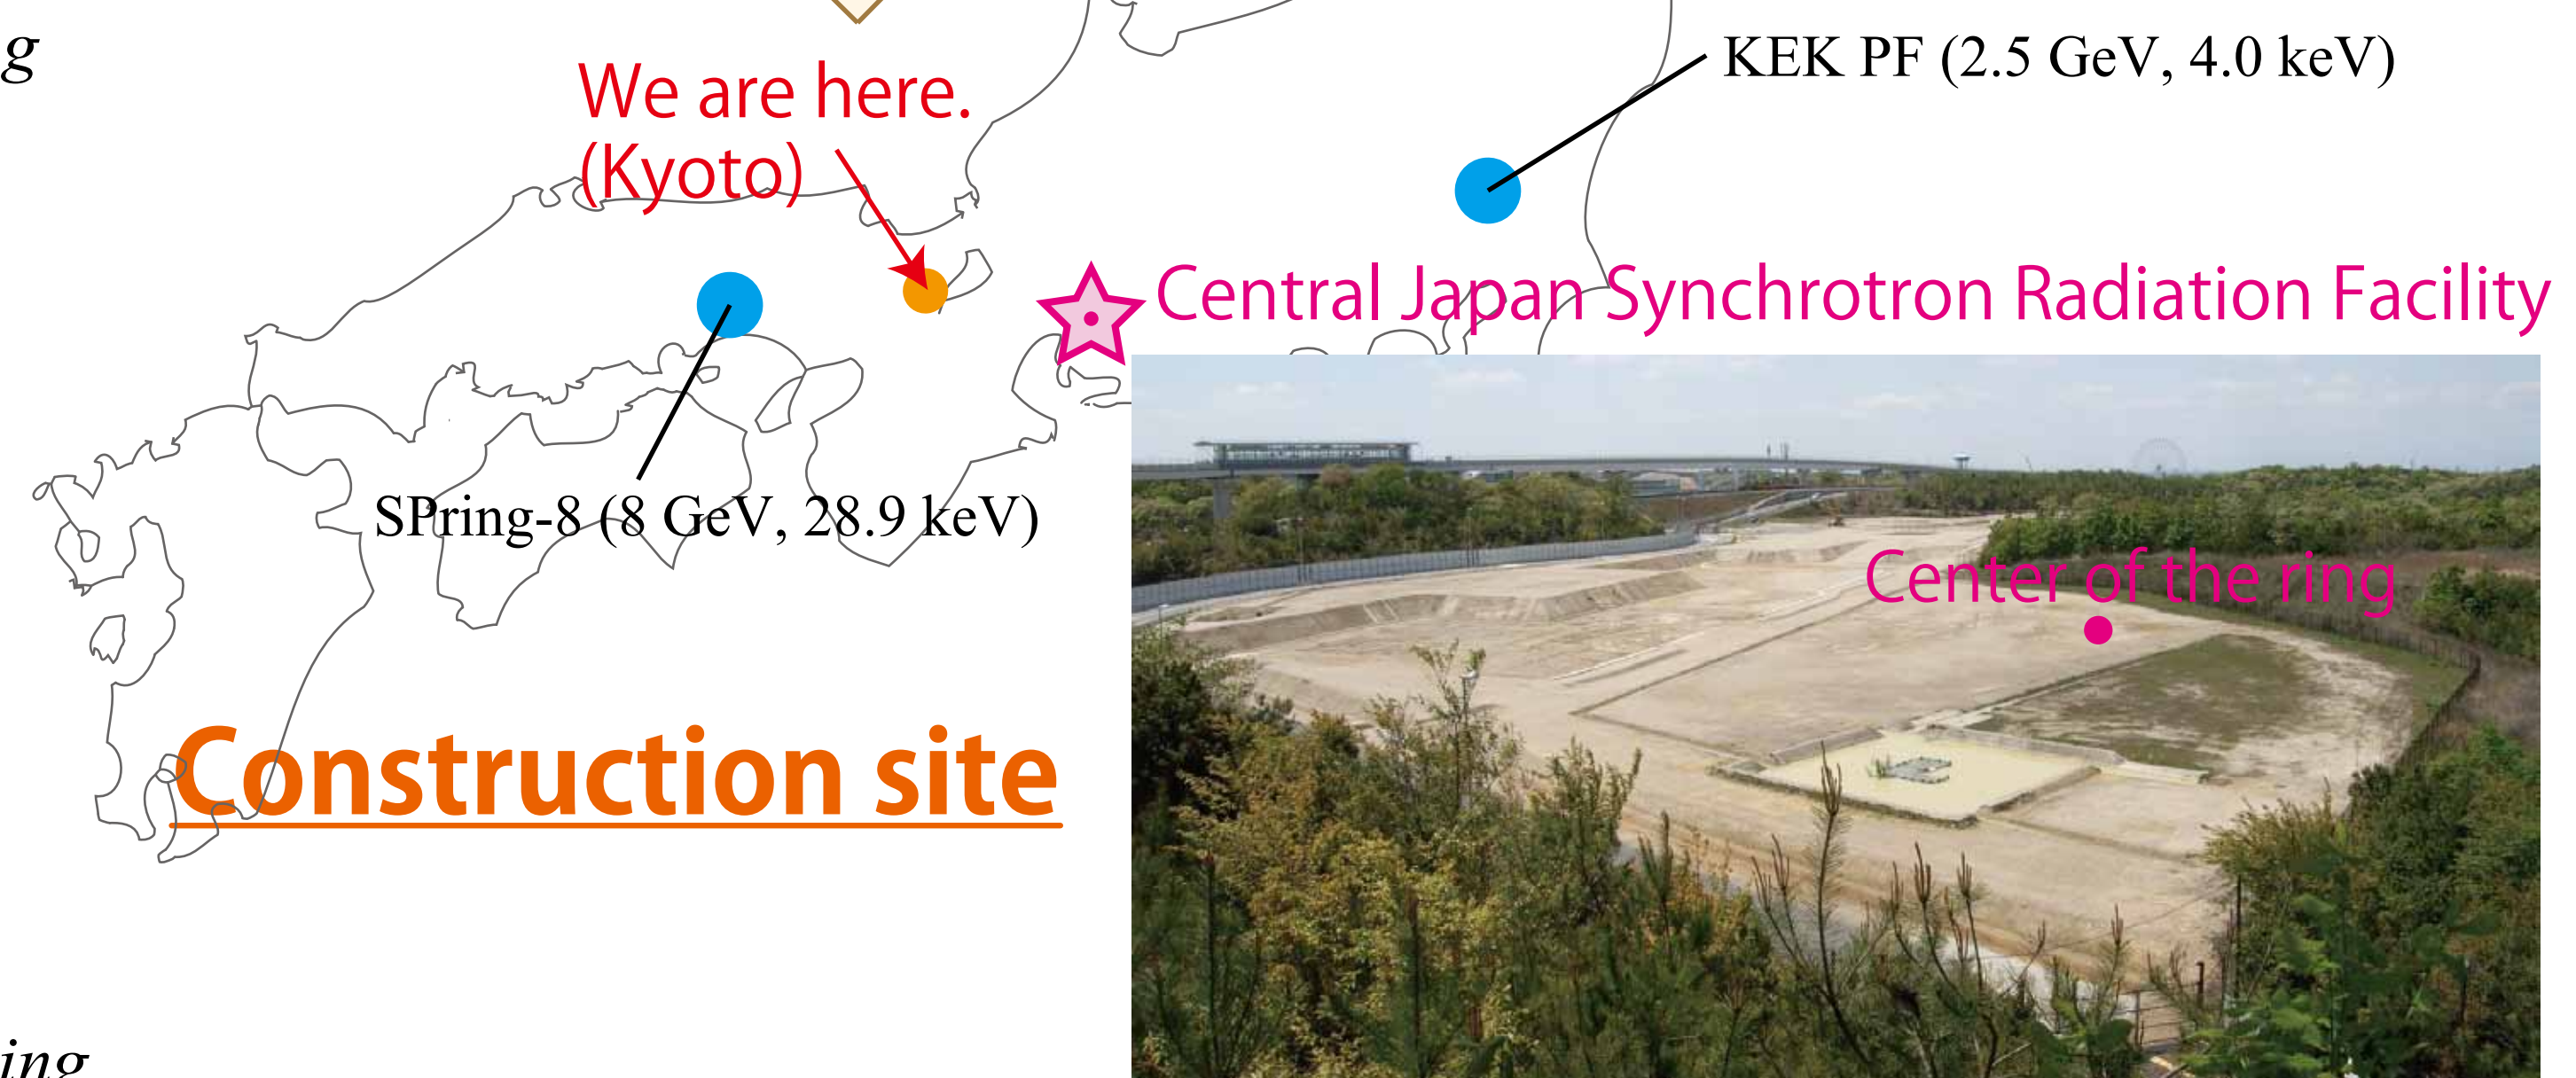 g
We are here.
(Kyoto)
KEK PF (2.5 GeV, 4.0 keV)
Central Japan Synchrotron Radiation Facility
SPring-8 (8 GeV, 28.9 keV)
Center of the ring
Construction site
ing